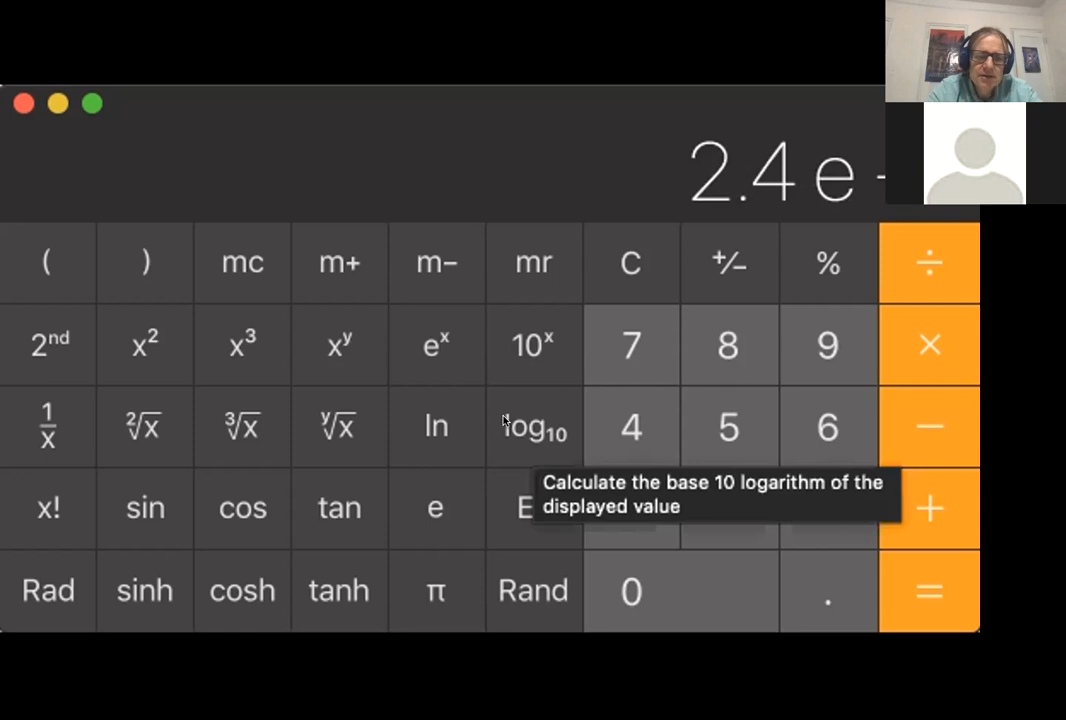 2.4 e -
( ) mc m+ m− mr C ⁺∕₋ % ÷
2ⁿᵈ x² x³ xʸ eˣ 10ˣ 7 8 9 ×
1/x ²√x ³√x ʸ√x ln log₁₀ 4 5 6 −
Calculate the base 10 logarithm of the
displayed value
x! sin cos tan e E +
Rad sinh cosh tanh π Rand 0 . =